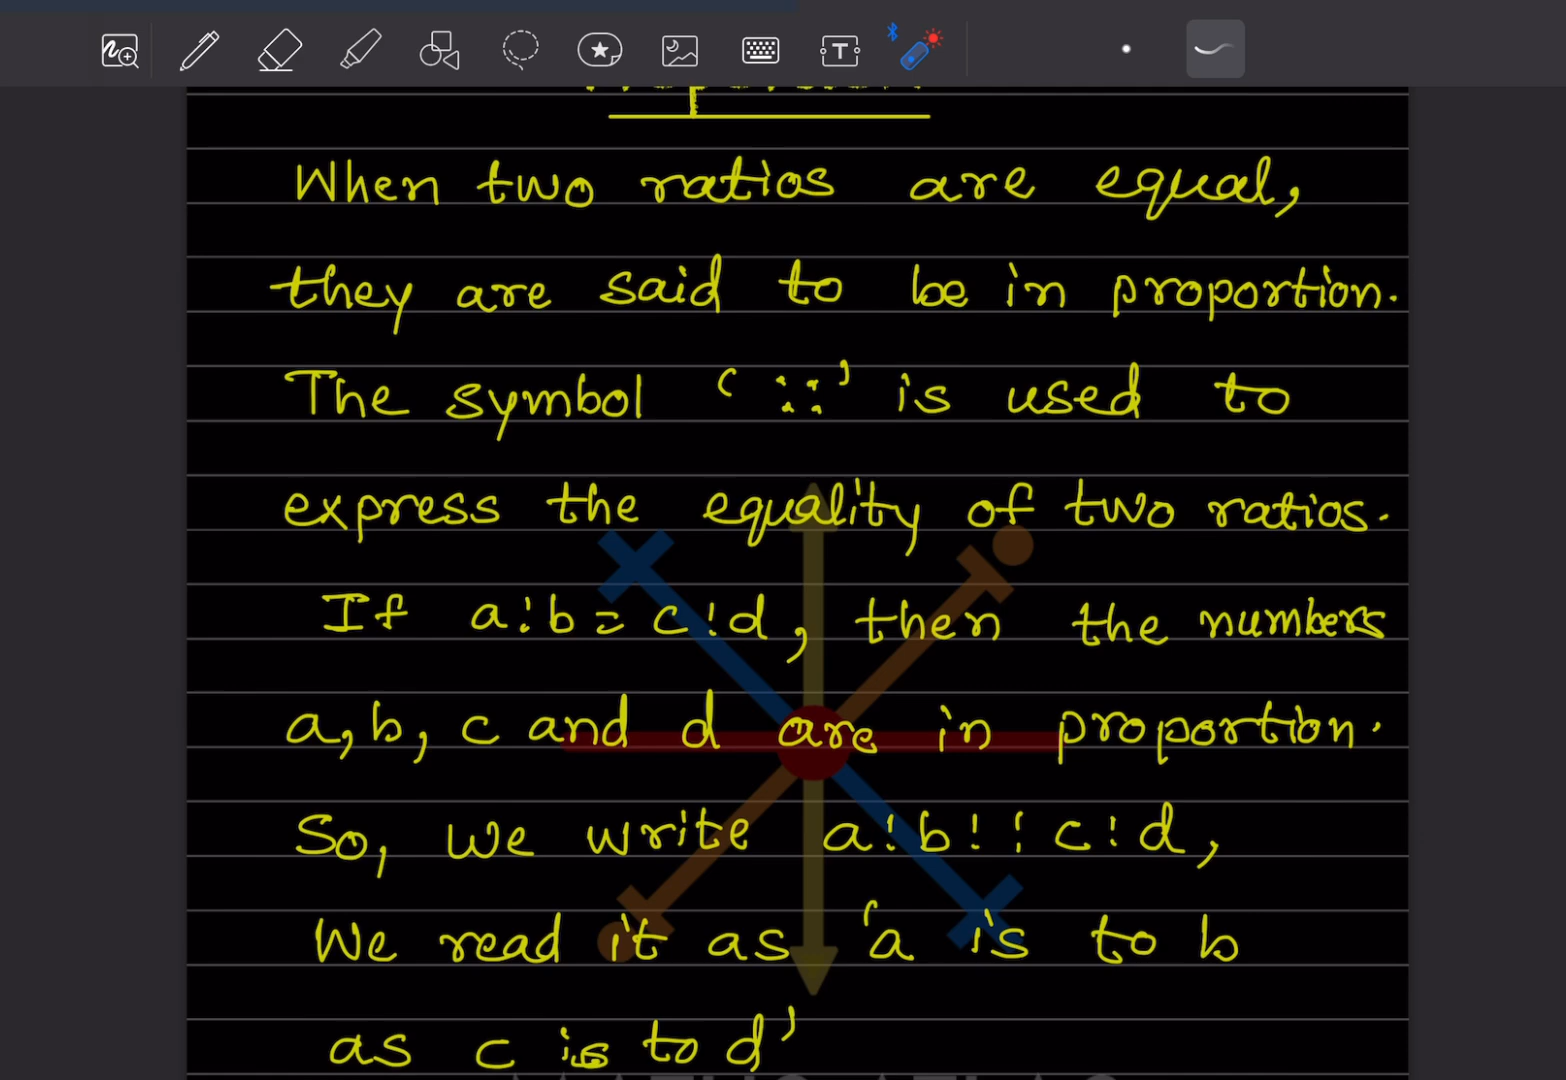 Proportion
When two ratios are equal,
they are said to be in proportion.
The symbol '::' is used to
express the equality of two ratios.
If a:b = c:d, then the numbers
a, b, c and d are in proportion.
So, we write a:b::c:d,
We read it as 'a is to b
as c is to d'